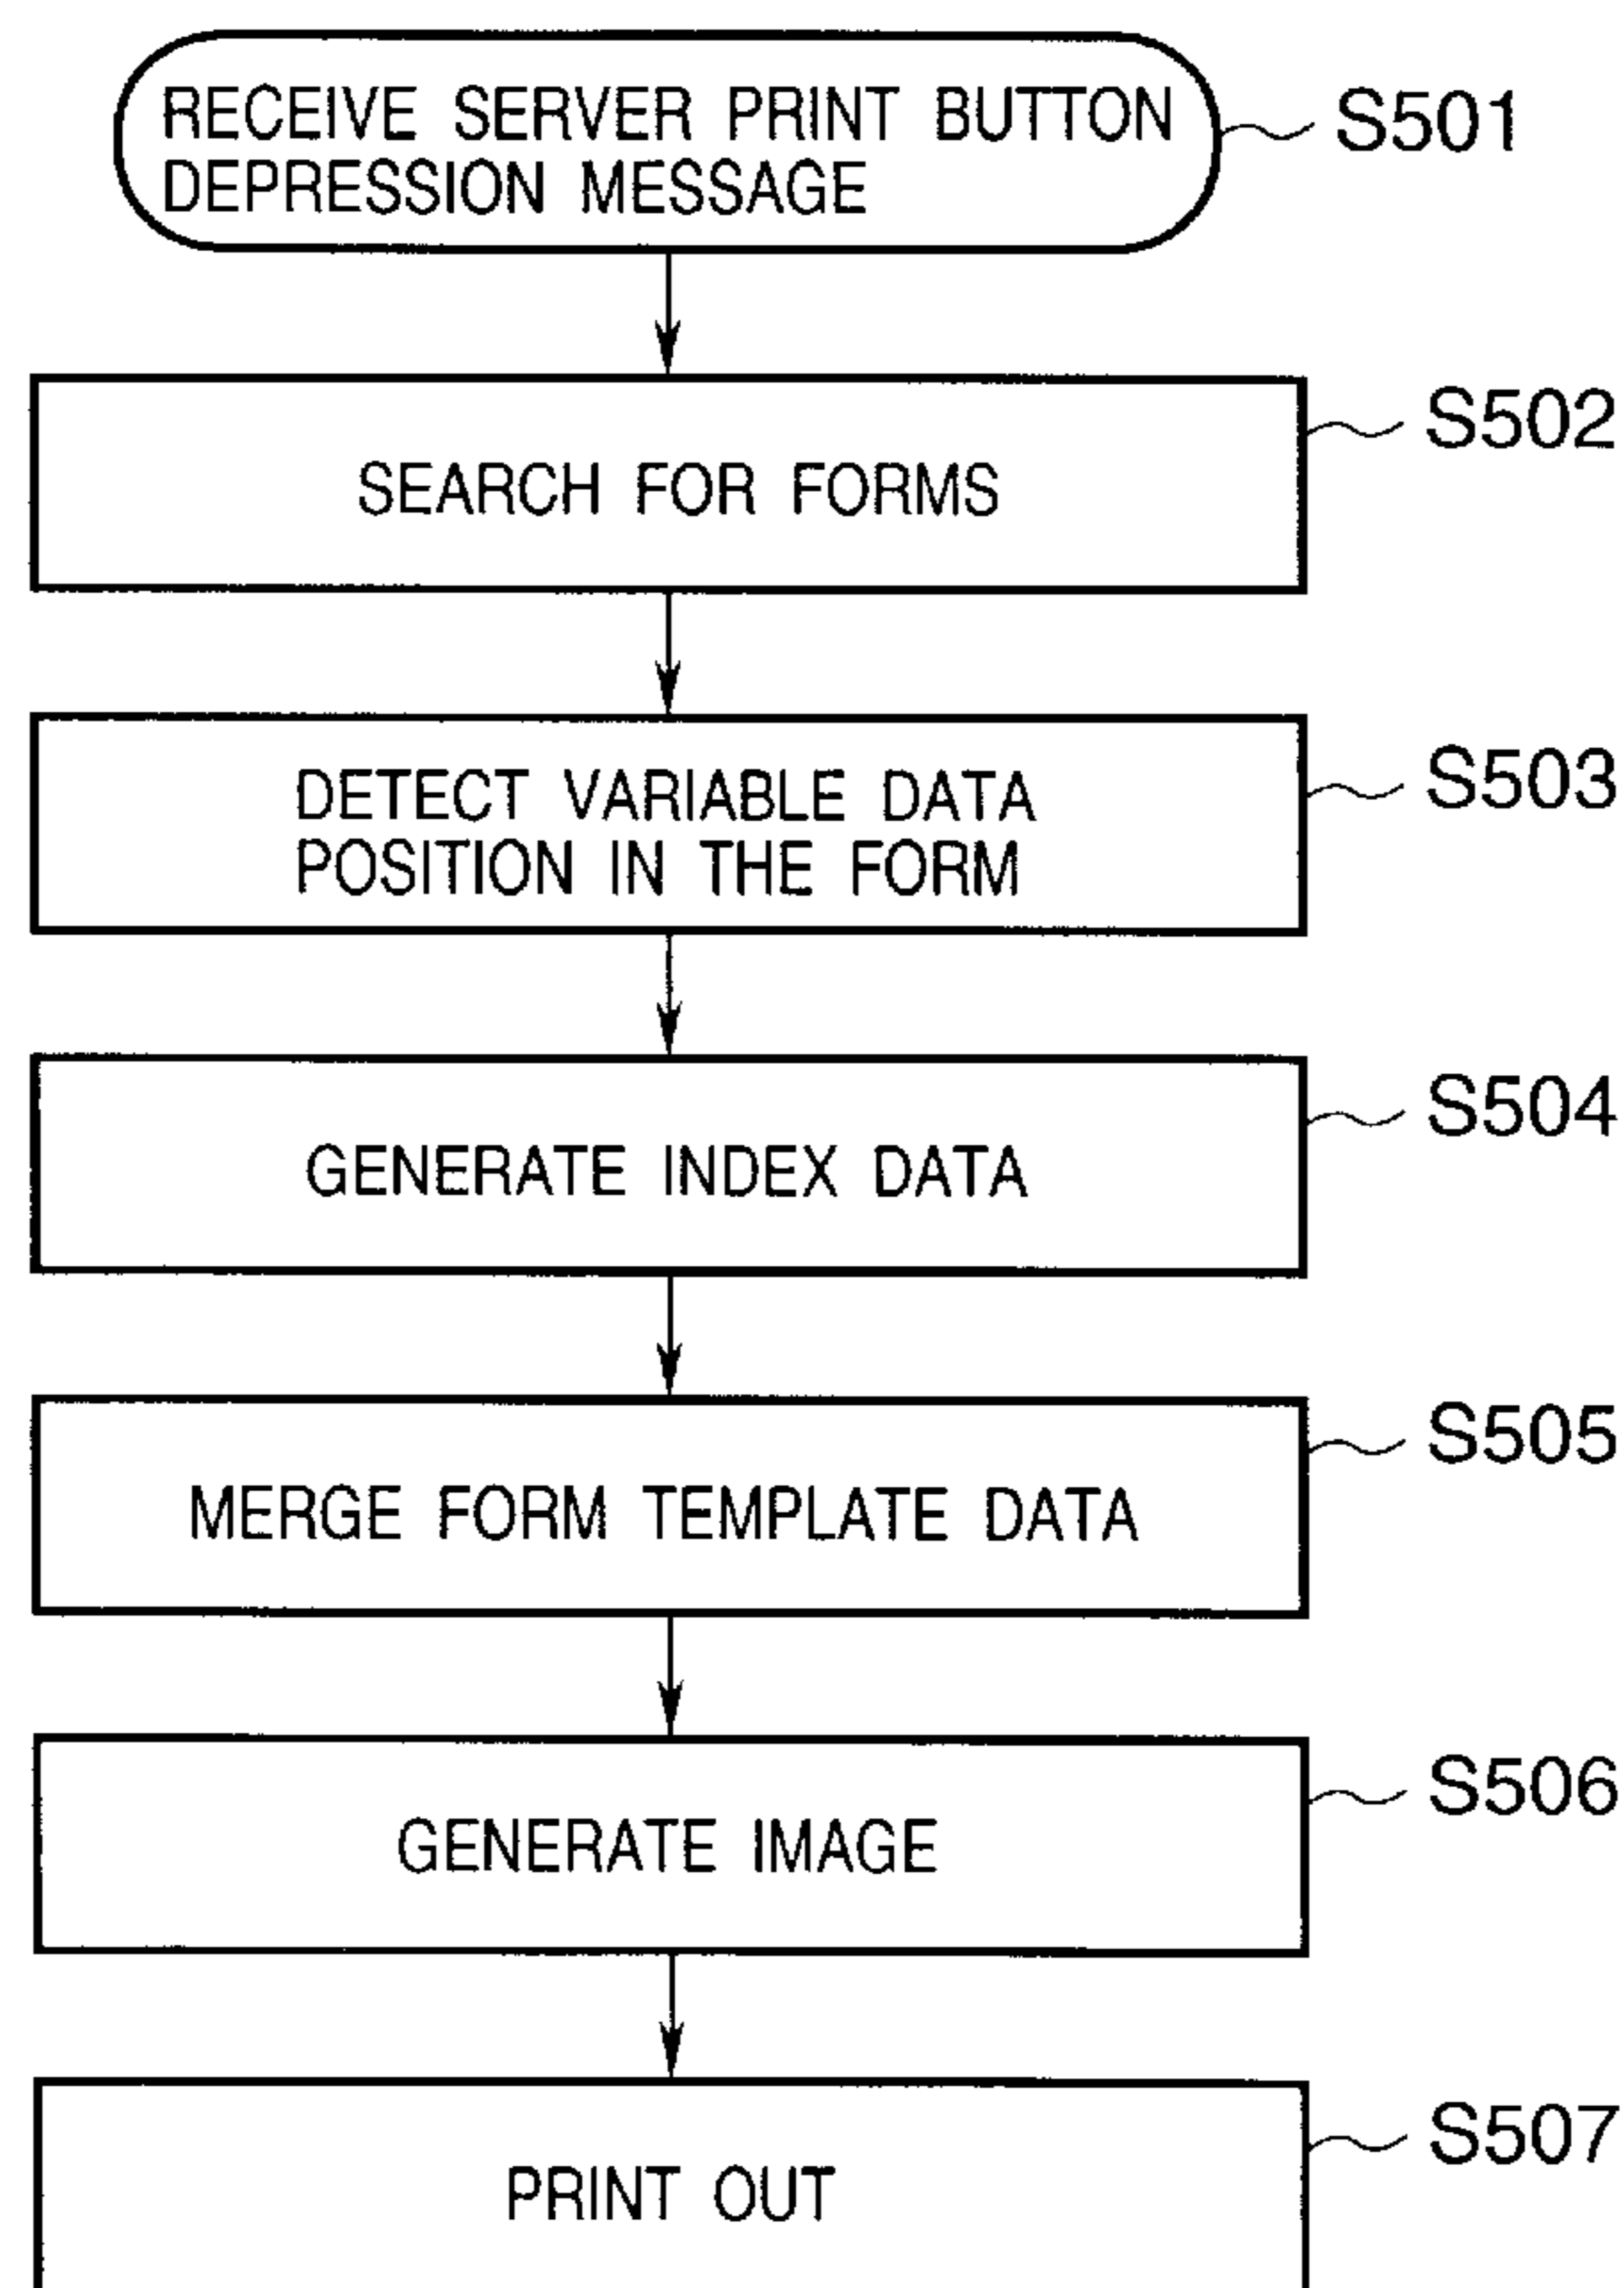 RECEIVE SERVER PRINT BUTTON
DEPRESSION MESSAGE
S501
SEARCH FOR FORMS
S502
DETECT VARIABLE DATA
POSITION IN THE FORM
S503
GENERATE INDEX DATA
S504
MERGE FORM TEMPLATE DATA
S505
GENERATE IMAGE
S506
PRINT OUT
S507